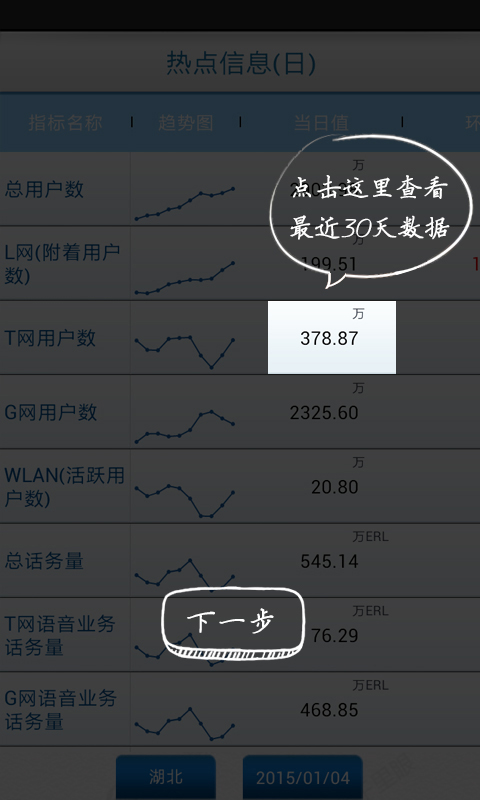 热点信息(日)
指标名称 趋势图 当日值 环
总用户数 万
点击这里查看
最近30天数据
L网(附着用户数) 万 199.51 1
T网用户数 万 378.87
G网用户数 万 2325.60
WLAN(活跃用户数) 万 20.80
总话务量 万ERL 545.14
下一步
T网语音业务话务量 万ERL 76.29
G网语音业务话务量 万ERL 468.85
湖北 2015/01/04